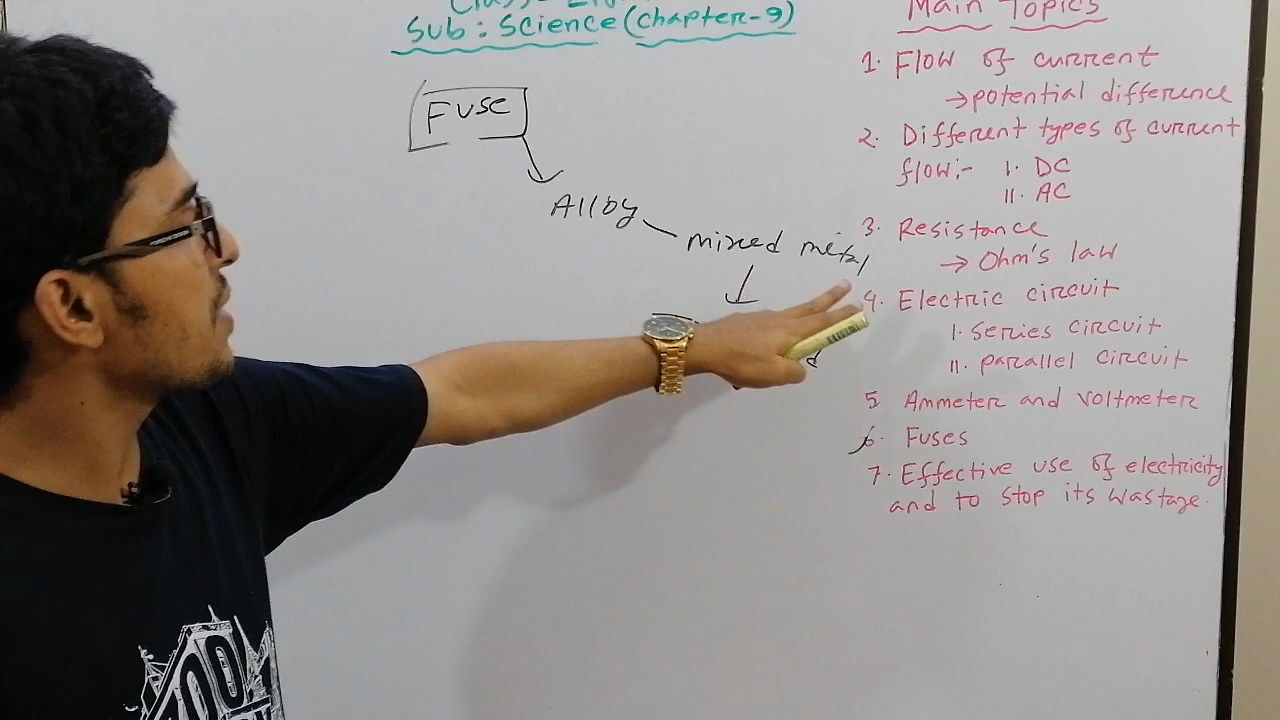 Sub : Science (chapter-9)
Fuse
Alloy
mixed metal
Main Topics
1. Flow of current
→ potential difference
2. Different types of current
flow:- I. DC
II. AC
3. Resistance
→ Ohm's law
4. Electric circuit
I. series circuit
II. parallel circuit
5 Ammeter and voltmeter
6. Fuses
7. Effective use of electricity
and to stop its wastage.